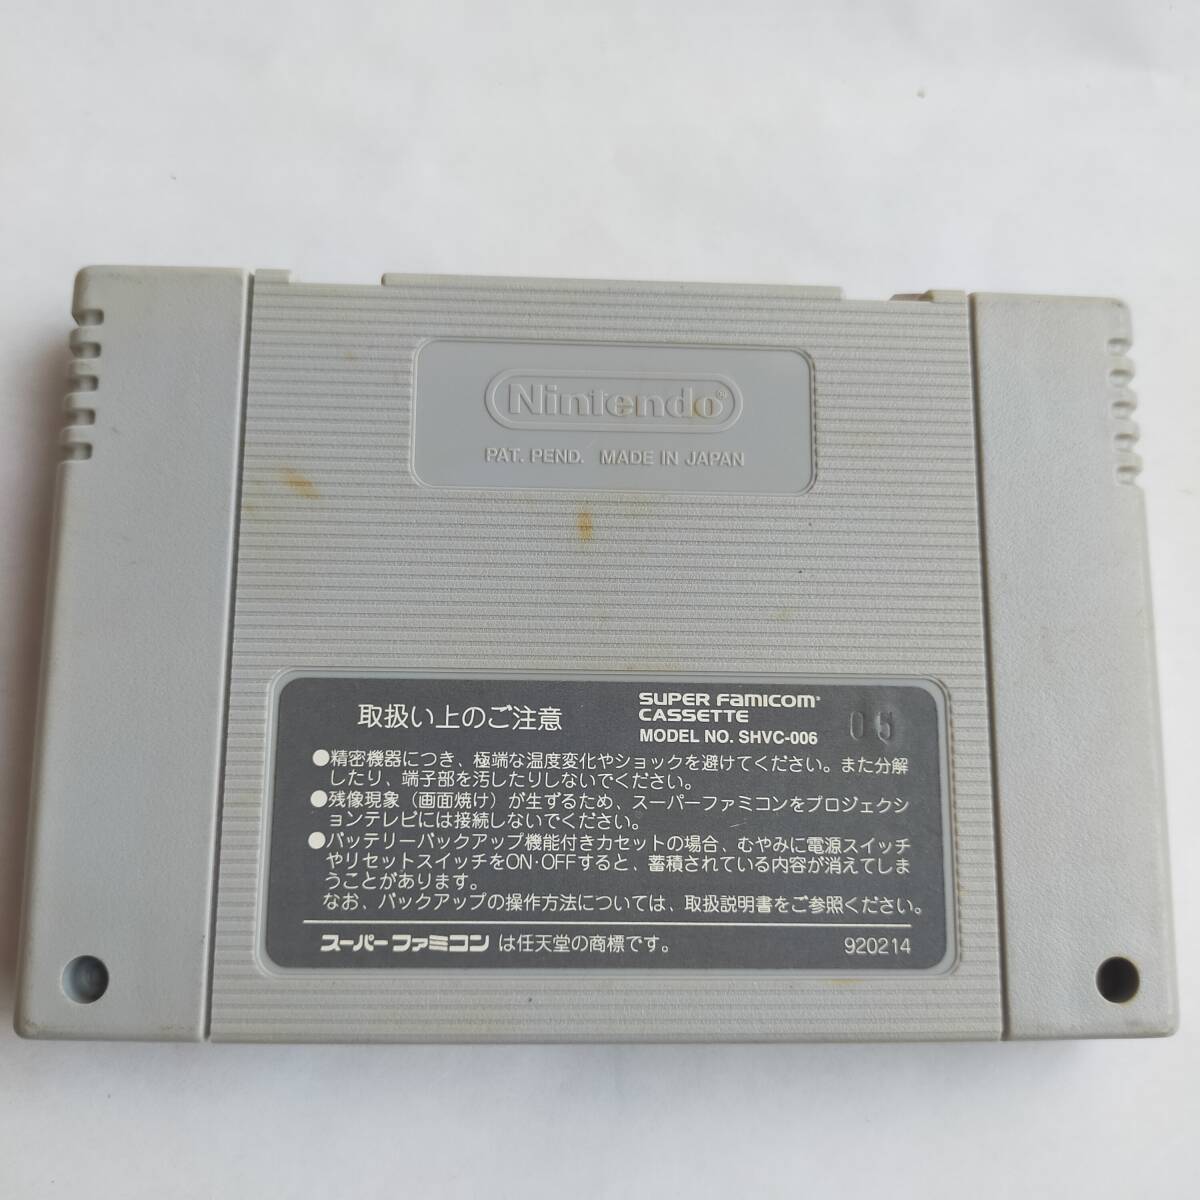 Nintendo®
PAT. PEND. MADE IN JAPAN
取扱い上のご注意
SUPER FAMICOM®
CASSETTE
MODEL NO. SHVC-006
05
●精密機器につき、極端な温度変化やショックを避けてください。また分解
したり、端子部を汚したりしないでください。
●残像現象（画面焼け）が生ずるため、スーパーファミコンをプロジェクシ
ョンテレビには接続しないでください。
●バッテリーバックアップ機能付きカセットの場合、むやみに電源スイッチ
やリセットスイッチをON・OFFすると、蓄積されている内容が消えてしま
うことがあります。
なお、バックアップの操作方法については、取扱説明書をご参照ください。
スーパーファミコン は任天堂の商標です。
920214